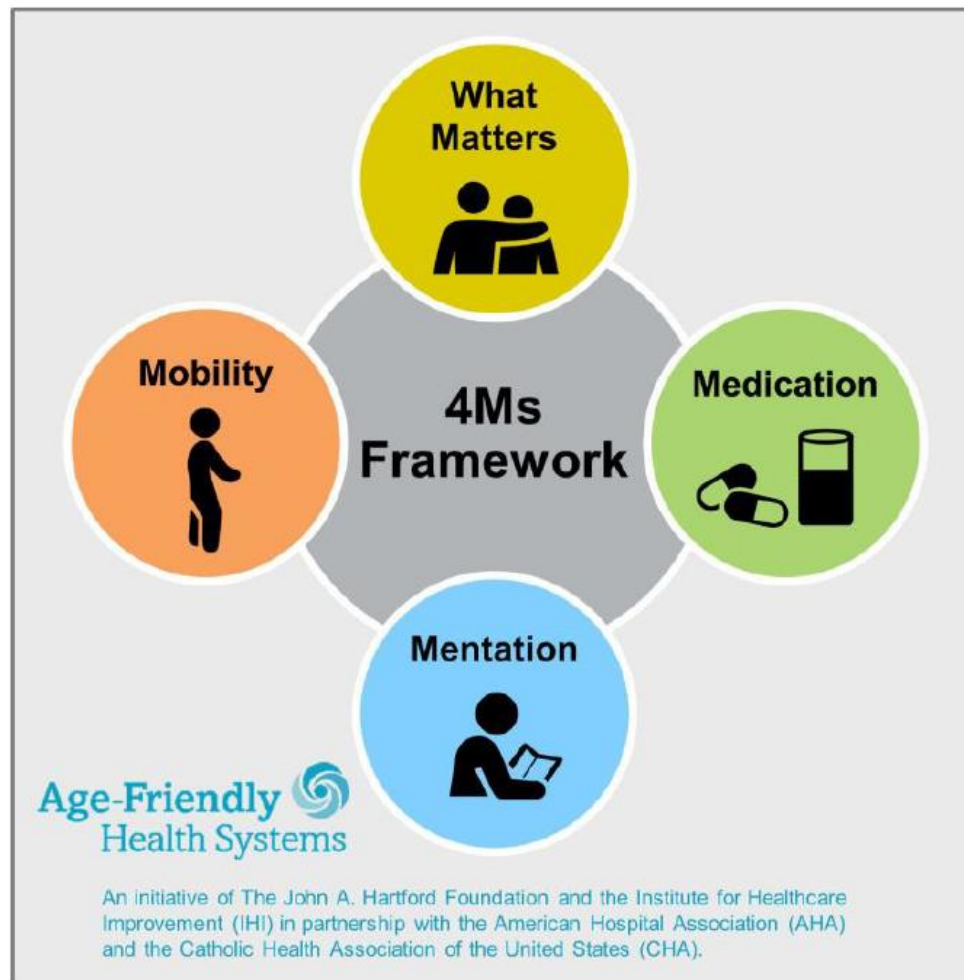 What
Matters
Mobility
4Ms
Framework
Medication
Mentation
Age-Friendly
Health Systems
An initiative of The John A. Hartford Foundation and the Institute for Healthcare
Improvement (IHI) in partnership with the American Hospital Association (AHA)
and the Catholic Health Association of the United States (CHA).